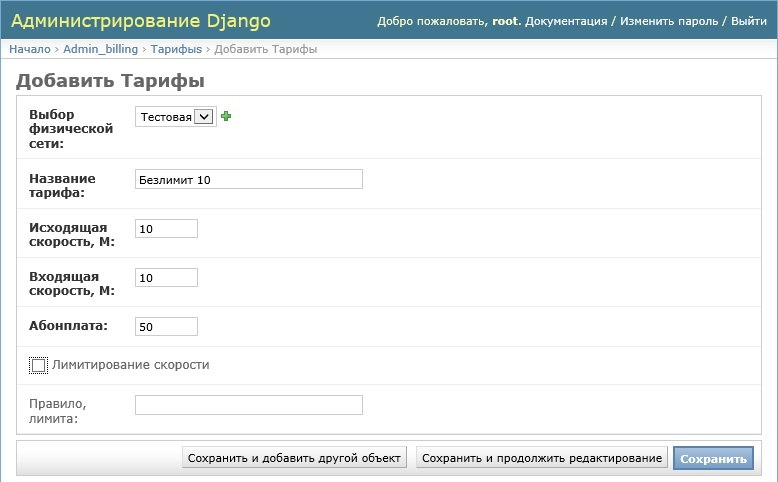 Администрирование Django
Добро пожаловать, root. Документация / Изменить пароль / Выйти
Начало › Admin_billing › Тарифыs › Добавить Тарифы
Добавить Тарифы
Выбор
физической
сети:
Тестовая
Название
тарифа:
Безлимит 10
Исходящая
скорость, М:
10
Входящая
скорость, М:
10
Абонплата:
50
Лимитирование скорости
Правило,
лимита:
Сохранить и добавить другой объект
Сохранить и продолжить редактирование
Сохранить